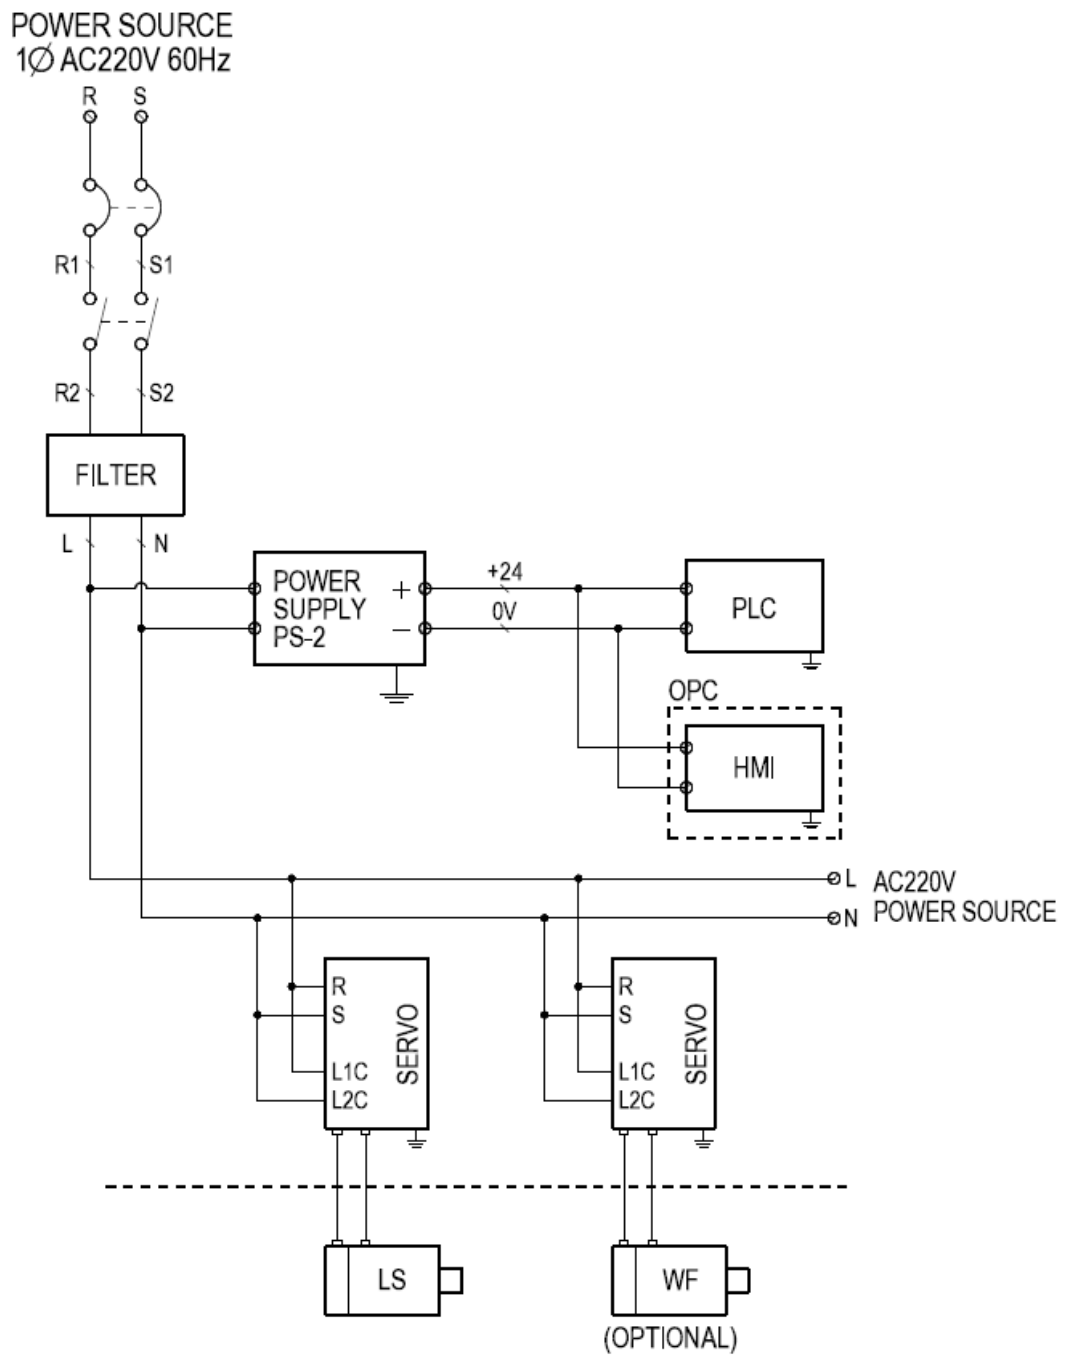 POWER SOURCE
1Ø AC220V 60Hz
R S
R1 S1
R2 S2
FILTER
L N
POWER
SUPPLY
PS-2
+
−
+24
0V
PLC
OPC
HMI
L AC220V
N POWER SOURCE
R
S
L1C
L2C
SERVO
R
S
L1C
L2C
SERVO
LS
WF
(OPTIONAL)